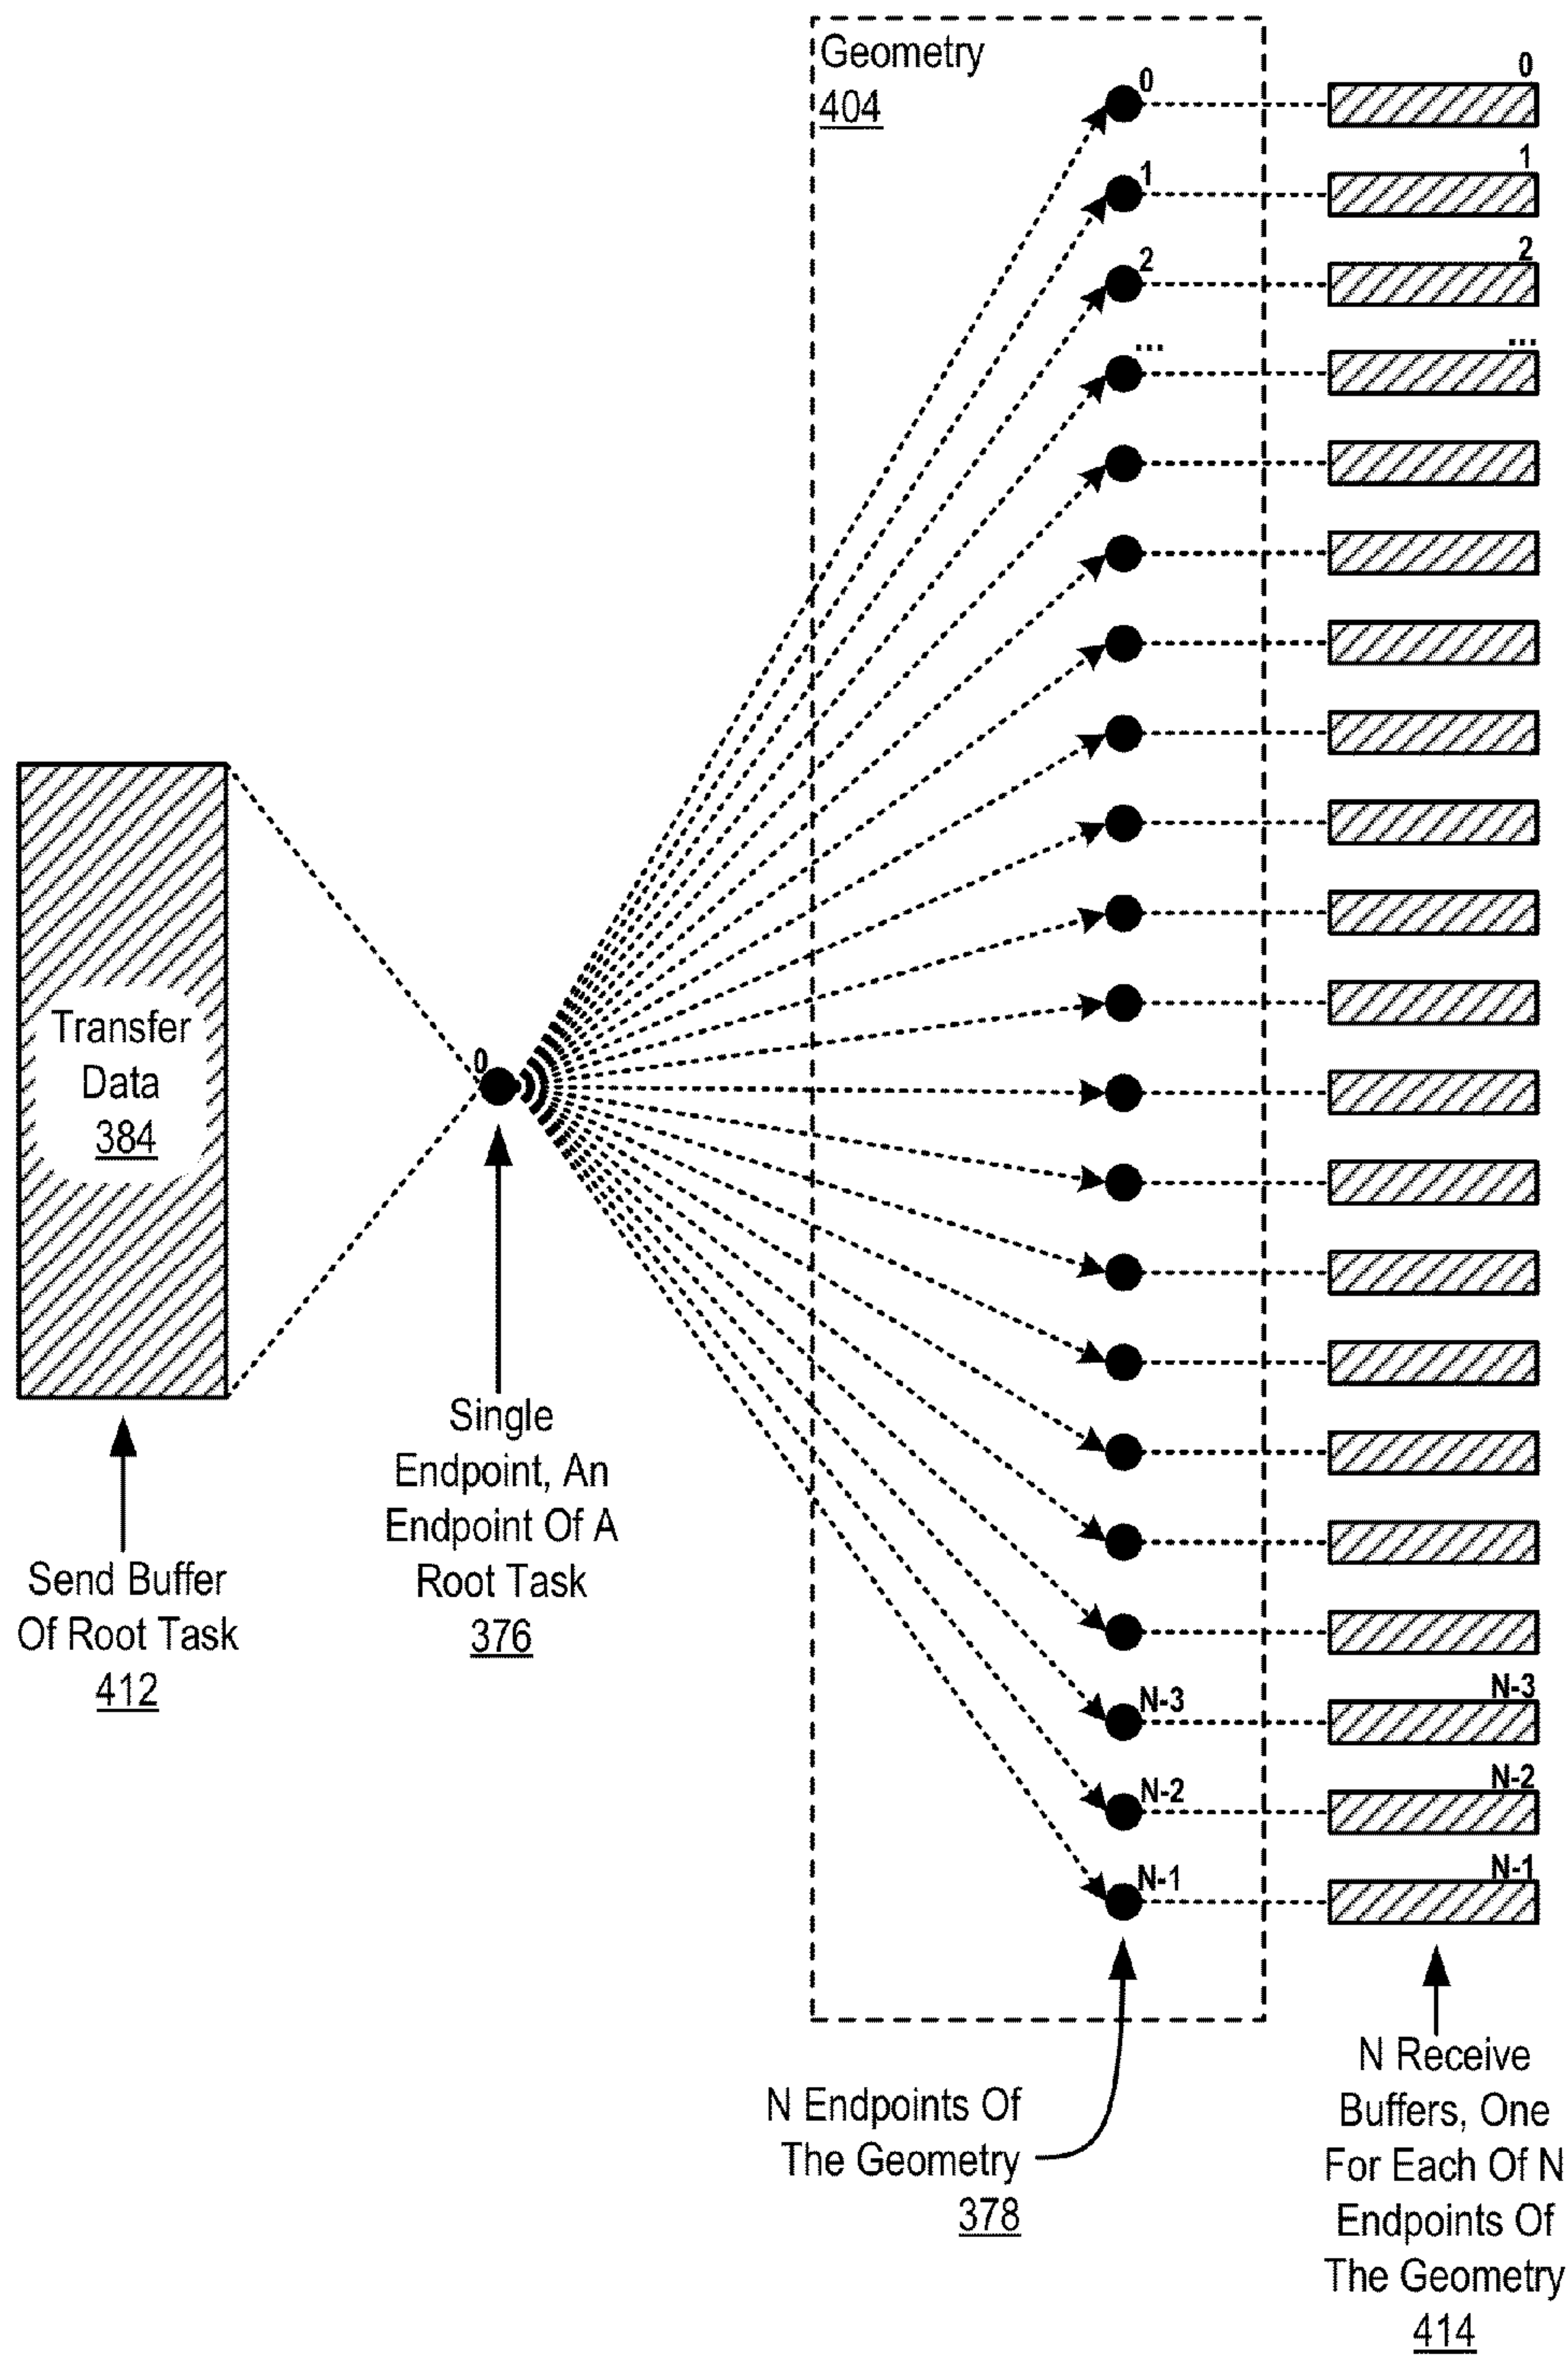 Geometry
404
0
0
1
1
2
2
...
...
Transfer
Data
384
0
Single
Endpoint, An
Endpoint Of A
Root Task
376
Send Buffer
Of Root Task
412
N-3
N-3
N-2
N-2
N-1
N-1
N Endpoints Of
The Geometry
378
N Receive
Buffers, One
For Each Of N
Endpoints Of
The Geometry
414